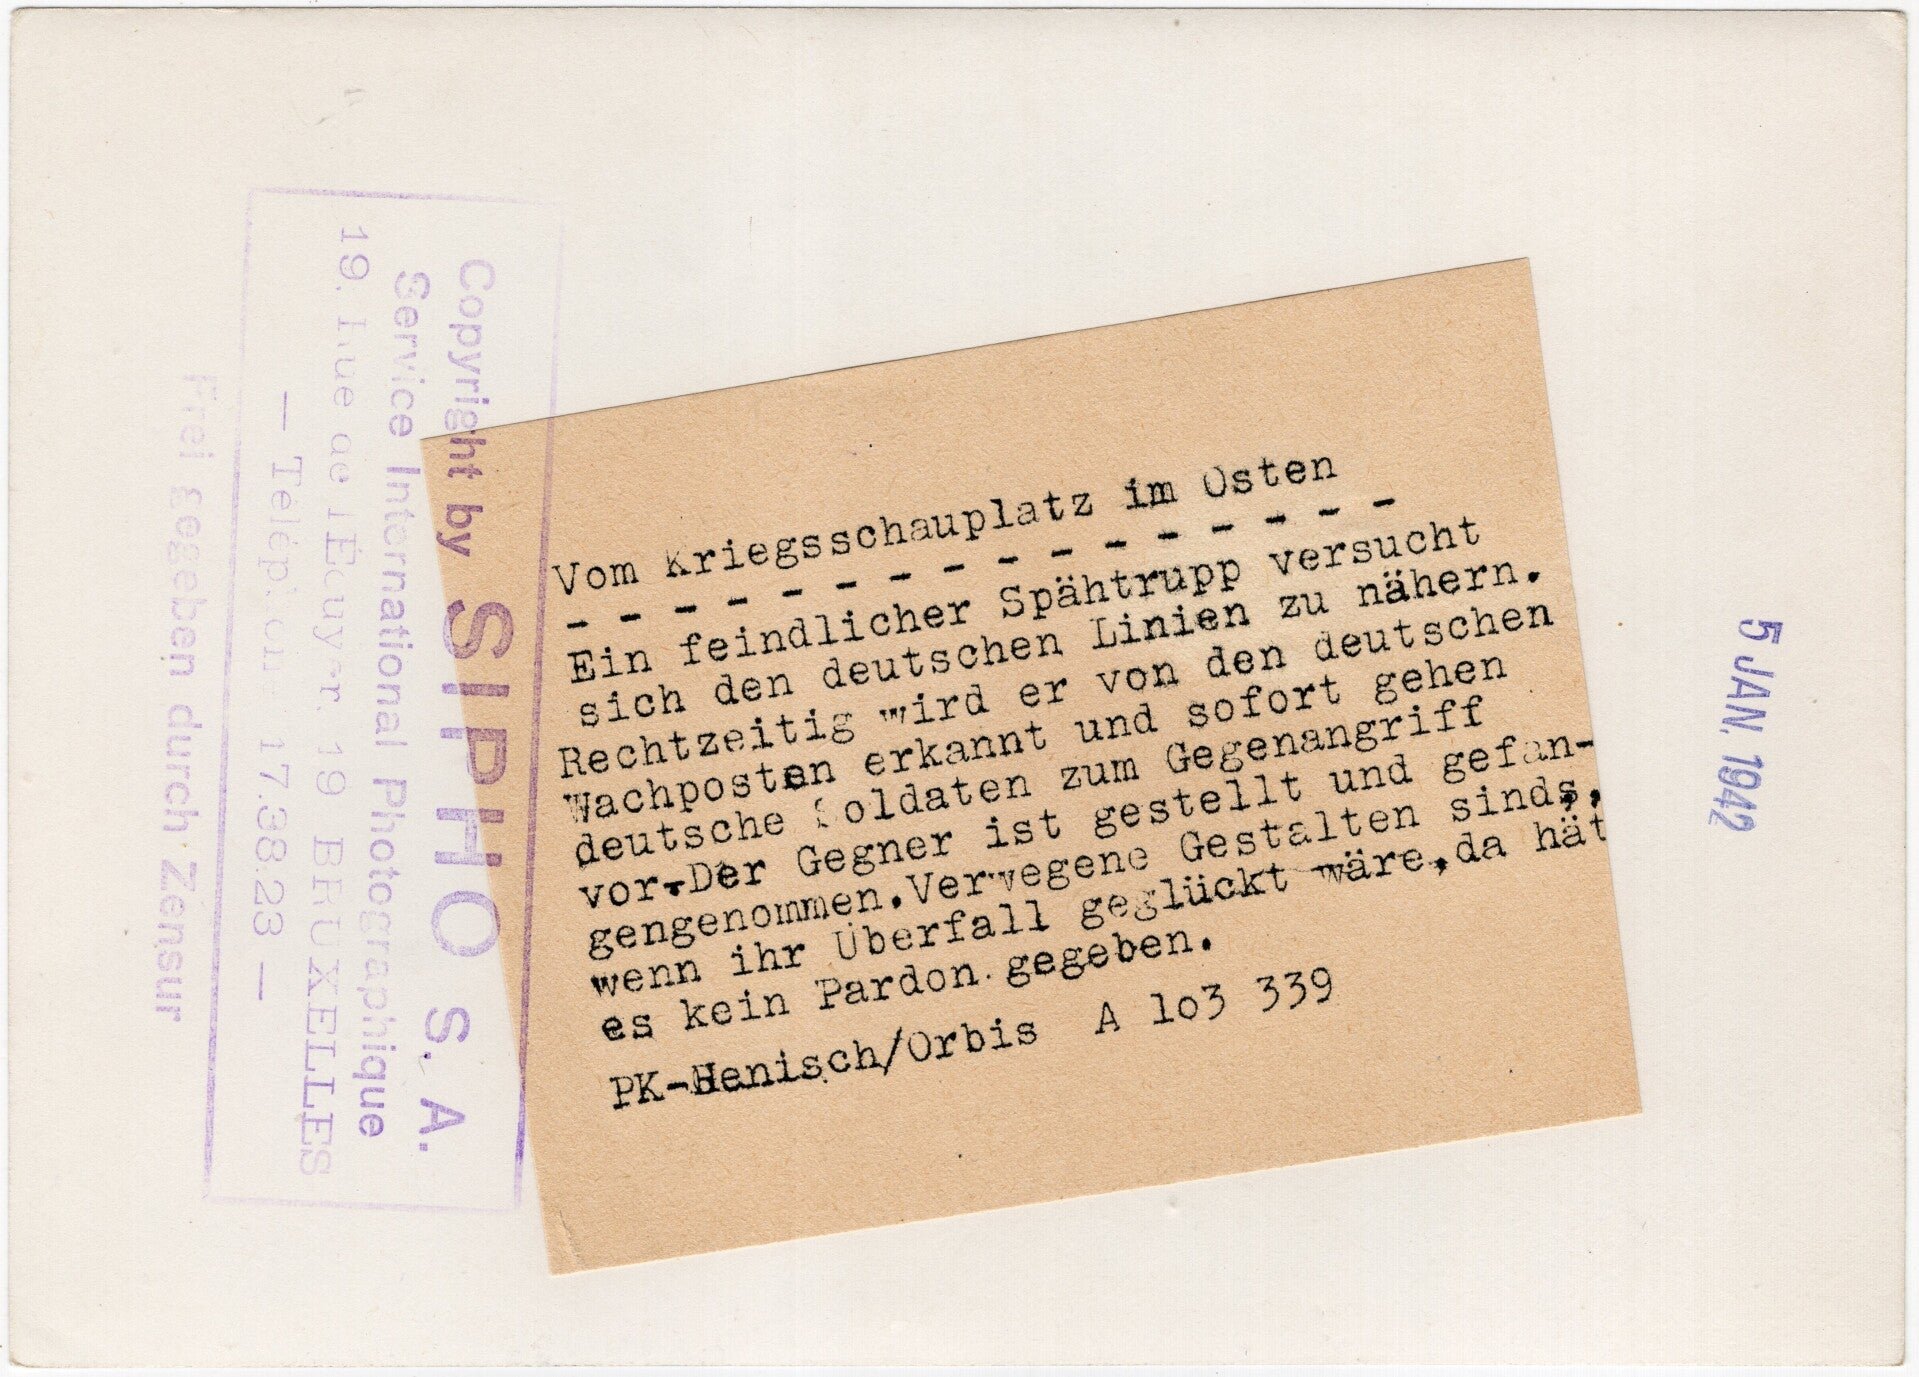 Copyright by SIPHO S. A.
Service International Photographique
19. Rue de l'Ecuyer. 19 BRUXELLES
— Téléphon 17.38.23 —
Frei gegeben durch Zensur
Vom Kriegsschauplatz im Osten
- - - - - - - - - - - - - - - -
Ein feindlicher Spähtrupp versucht
sich den deutschen Linien zu nähern.
Rechtzeitig wird er von den deutschen
Wachposten erkannt und sofort gehen
deutsche Soldaten zum Gegenangriff
vor.Der Gegner ist gestellt und gefan-
gengenommen.Verwegene Gestalten sinds,
wenn ihr Überfall geglückt wäre,da hät
es kein Pardon gegeben.
PK-Henisch/Orbis A 1o3 339
5 JAN. 1942